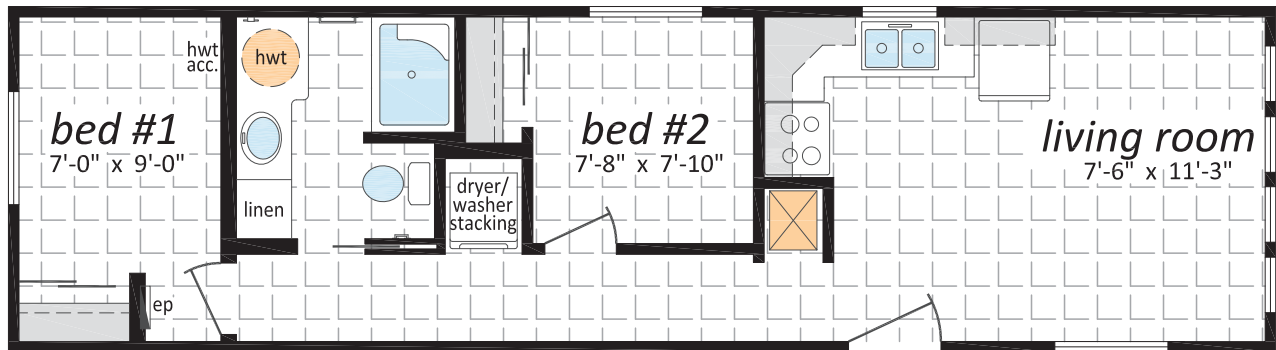 hwt
acc.
hwt
bed #1
7'-0" x 9'-0"
linen
dryer/
washer
stacking
bed #2
7'-8" x 7'-10"
living room
7'-6" x 11'-3"
ep